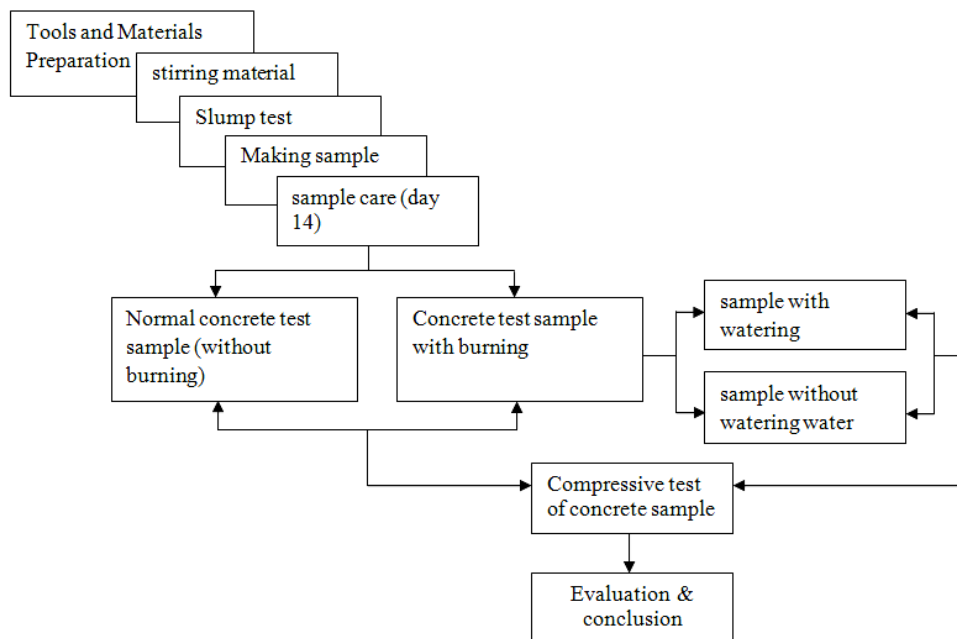 Tools and Materials
Preparation
stirring material
Slump test
Making sample
sample care (day
14)
Normal concrete test
sample (without
burning)
Concrete test sample
with burning
sample with
watering
sample without
watering water
Compressive test
of concrete sample
Evaluation &
conclusion